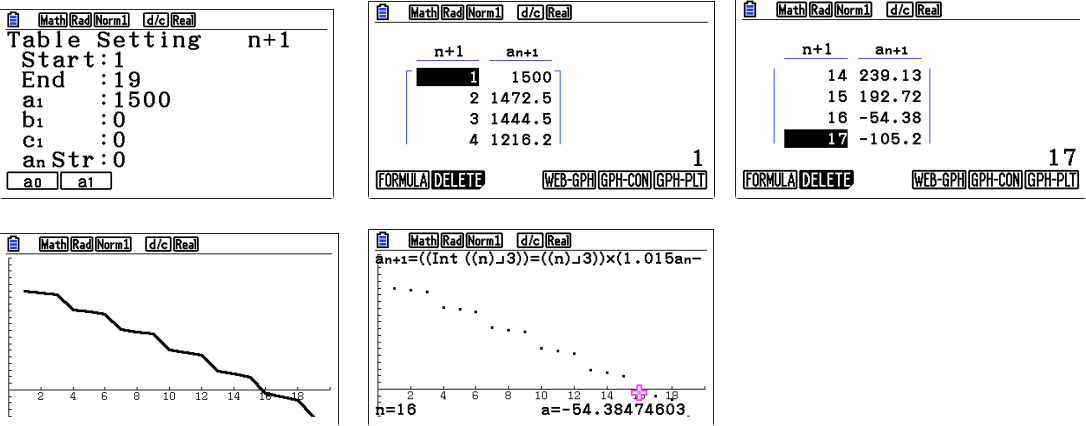 Math Rad Norm1 d/c Real
Table Setting n+1
Start:1
End :19
a1 :1500
b1 :0
c1 :0
anStr:0
a0 a1
Math Rad Norm1 d/c Real
n+1 an+1
1 1500
2 1472.5
3 1444.5
4 1216.2
1
FORMULA DELETE WEB-GPH GPH-CON GPH-PLT
Math Rad Norm1 d/c Real
n+1 an+1
14 239.13
15 192.72
16 -54.38
17 -105.2
17
FORMULA DELETE WEB-GPH GPH-CON GPH-PLT
Math Rad Norm1 d/c Real
2 4 6 8 10 12 14 16 18
Math Rad Norm1 d/c Real
an+1=((Int ((n)⌟3))=((n)⌟3))×(1.015an-
2 4 6 8 10 12 14 16 18
n=16 a=-54.38474603